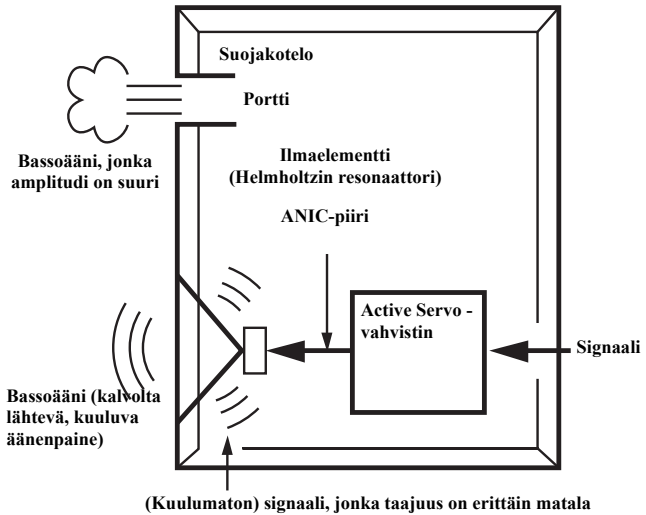 Suojakotelo
Portti
Bassoääni, jonka
amplitudi on suuri
Ilmaelementti
(Helmholtzin resonaattori)
ANIC-piiri
Active Servo -
vahvistin
Signaali
Bassoääni (kalvolta
lähtevä, kuuluva
äänenpaine)
(Kuulumaton) signaali, jonka taajuus on erittäin matala